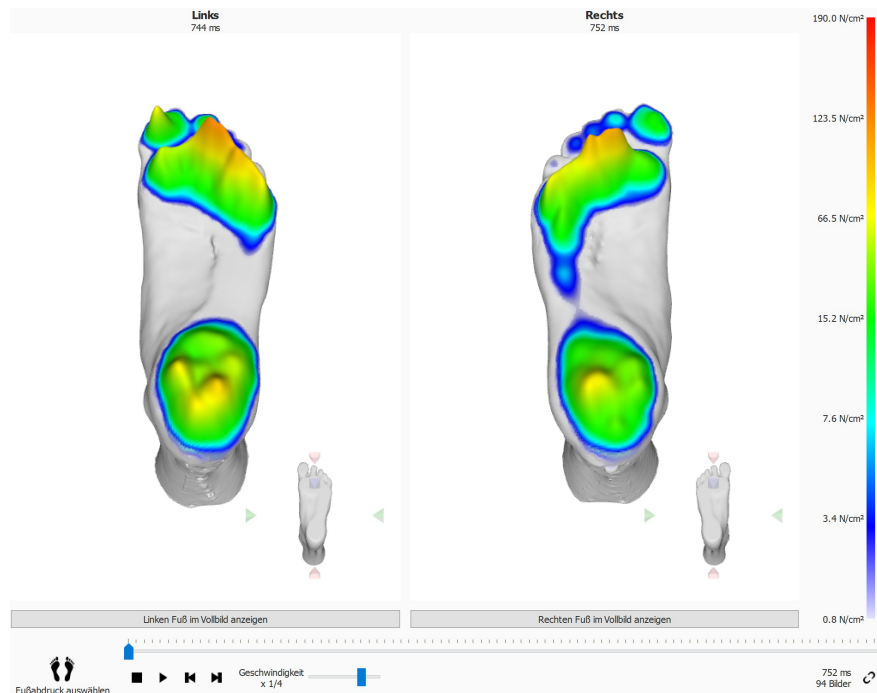 Links
744 ms
Rechts
752 ms
190.0 N/cm²
123.5 N/cm²
66.5 N/cm²
15.2 N/cm²
7.6 N/cm²
3.4 N/cm²
0.8 N/cm²
Linken Fuß im Vollbild anzeigen
Rechten Fuß im Vollbild anzeigen
Fußabdruck auswählen
Geschwindigkeit
x 1/4
752 ms
94 Bilder